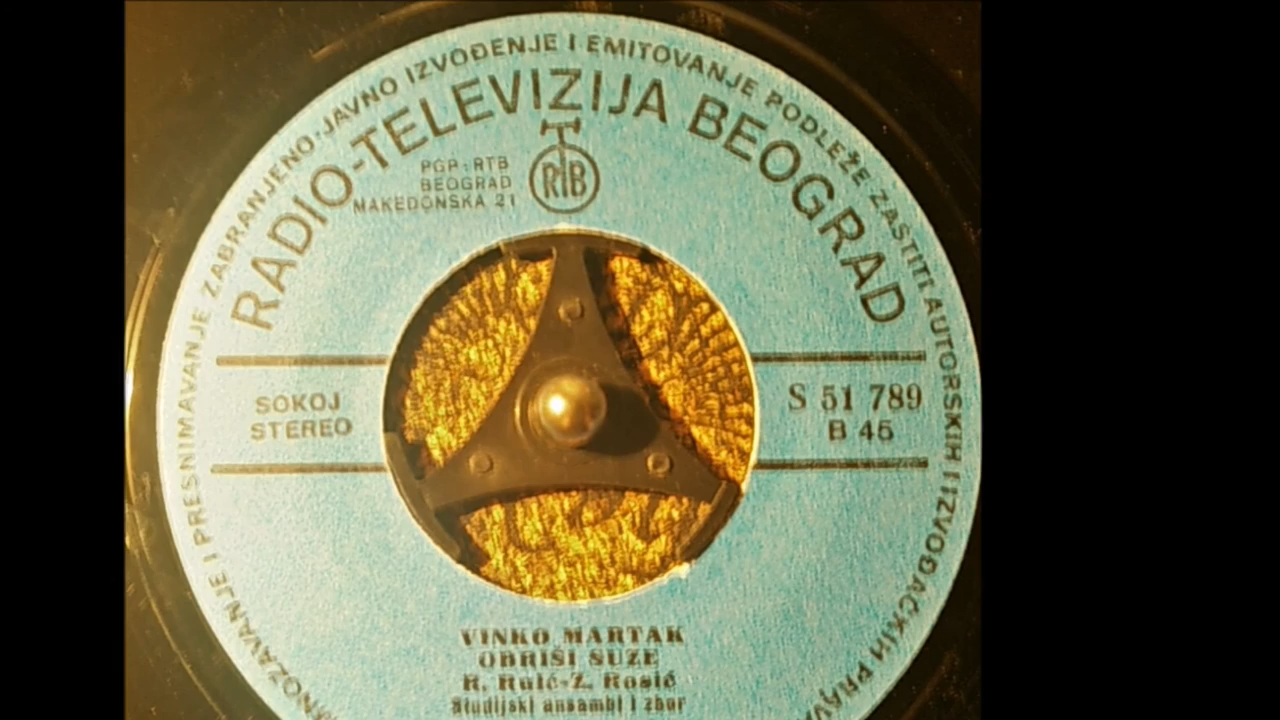 MNOŽAVANJE I PRESNIMAVANJE ZABRANJENO·JAVNO IZVOĐENJE I EMITOVANJE PODLEŽE ZAŠTITI AUTORSKIH I IZVOĐAČKIH PRAVA
RADIO-TELEVIZIJA BEOGRAD
PGP·RTB
BEOGRAD
MAKEDONSKA 21
RTB
SOKOJ
STEREO
S 51 789
B 45
VINKO MARTAK
OBRIŠI SUZE
R. Rulć-Z. Rosić
Studijski ansambl i zbor